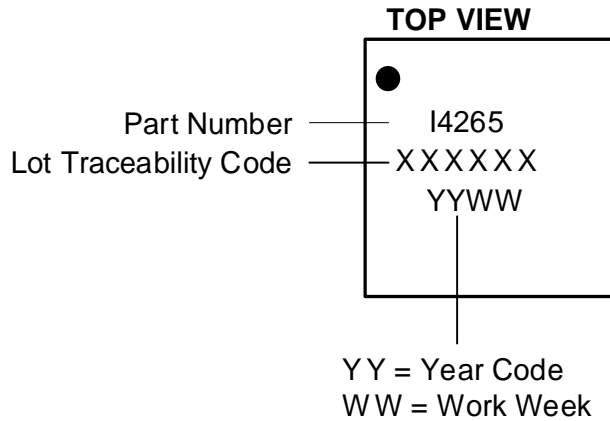 TOP VIEW
Part Number
I4265
Lot Traceability Code
XXXXXX
YYWW
YY = Year Code
WW = Work Week